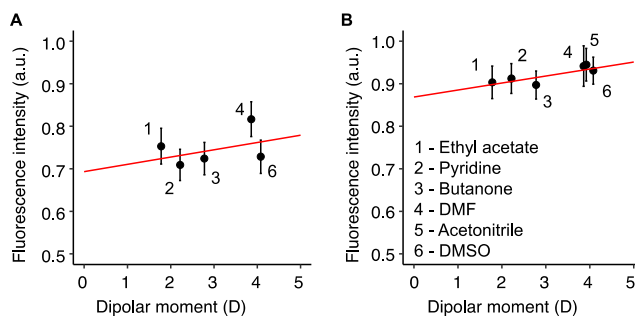 A
Fluorescence intensity (a.u.)
1.0
0.9
0.8
0.7
0.6
0.5
1
2
3
4
6
0 1 2 3 4 5
Dipolar moment (D)
B
Fluorescence intensity (a.u.)
1.0
0.9
0.8
0.7
0.6
0.5
1
2
3
4
5
6
1 - Ethyl acetate
2 - Pyridine
3 - Butanone
4 - DMF
5 - Acetonitrile
6 - DMSO
0 1 2 3 4 5
Dipolar moment (D)